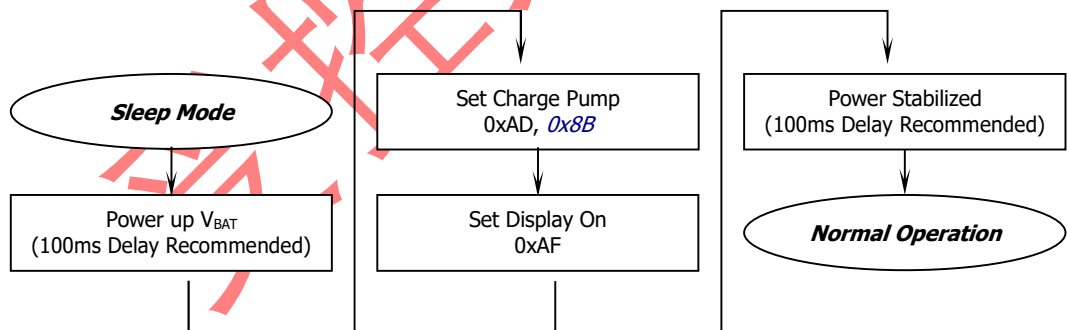 Sleep Mode
Power up VBAT
(100ms Delay Recommended)
Set Charge Pump
0xAD, 0x8B
Set Display On
0xAF
Power Stabilized
(100ms Delay Recommended)
Normal Operation